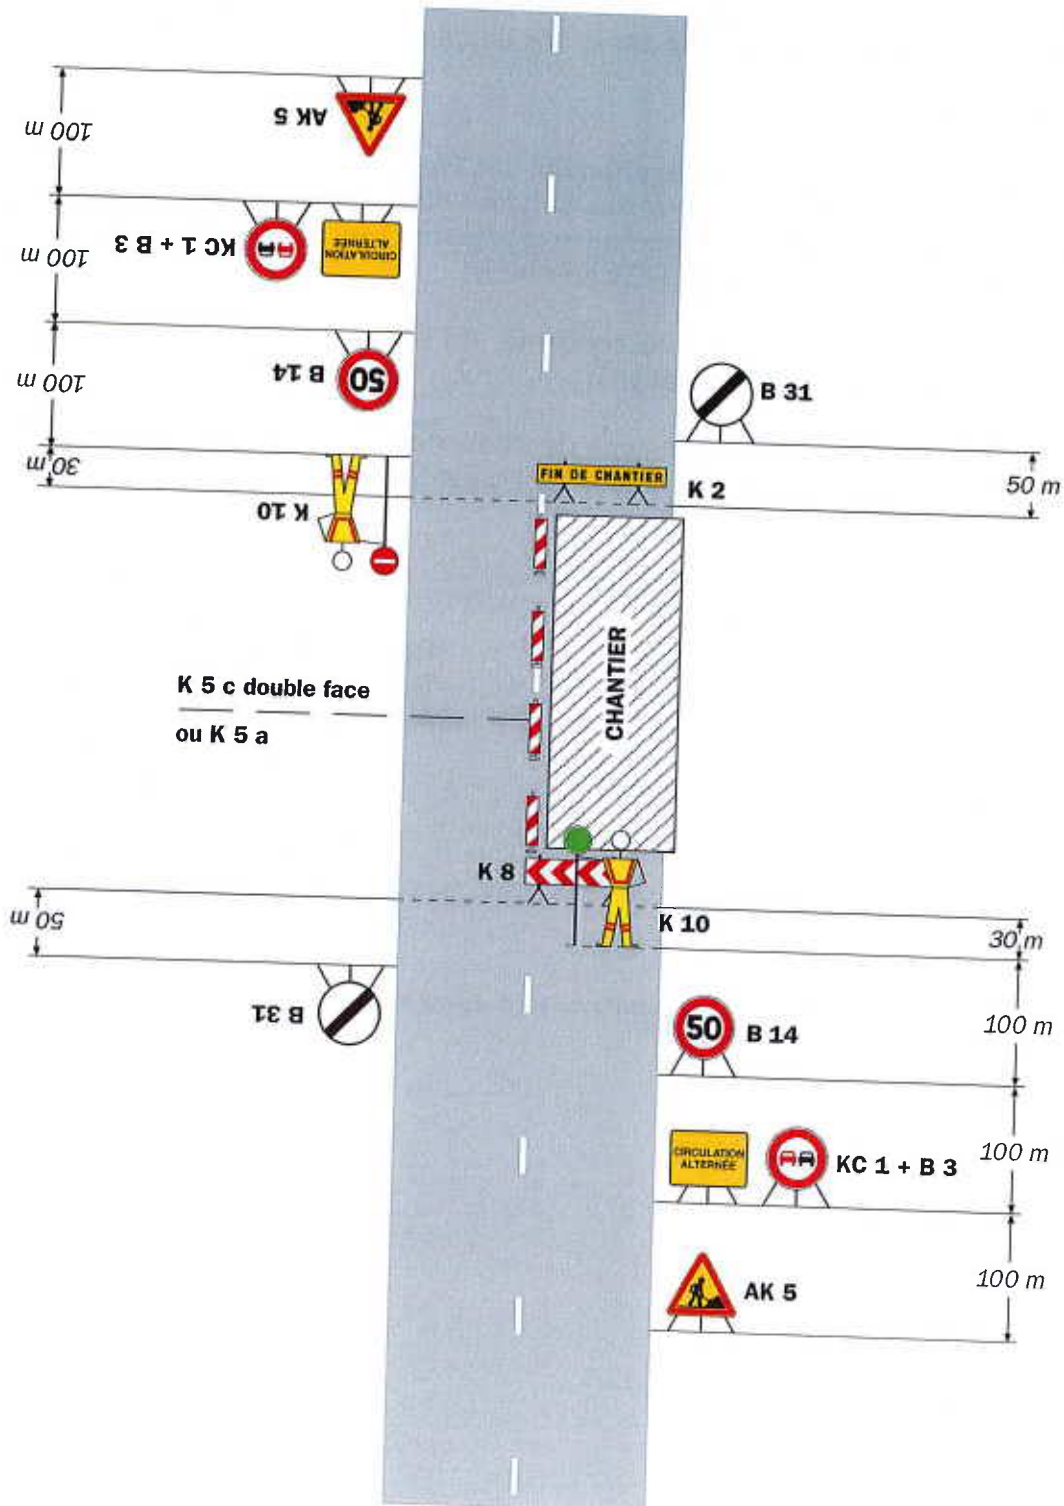 100 m
AK 5
100 m
KC 1 + B 3
CIRCULATION
ALTERNÉE
100 m
B 14
50
B 31
30 m
FIN DE CHANTIER
K 2
50 m
K 10
CHANTIER
K 5 c double face
ou K 5 a
K 8
K 10
50 m
30 m
B 31
50
B 14
100 m
CIRCULATION
ALTERNÉE
KC 1 + B 3
100 m
AK 5
100 m